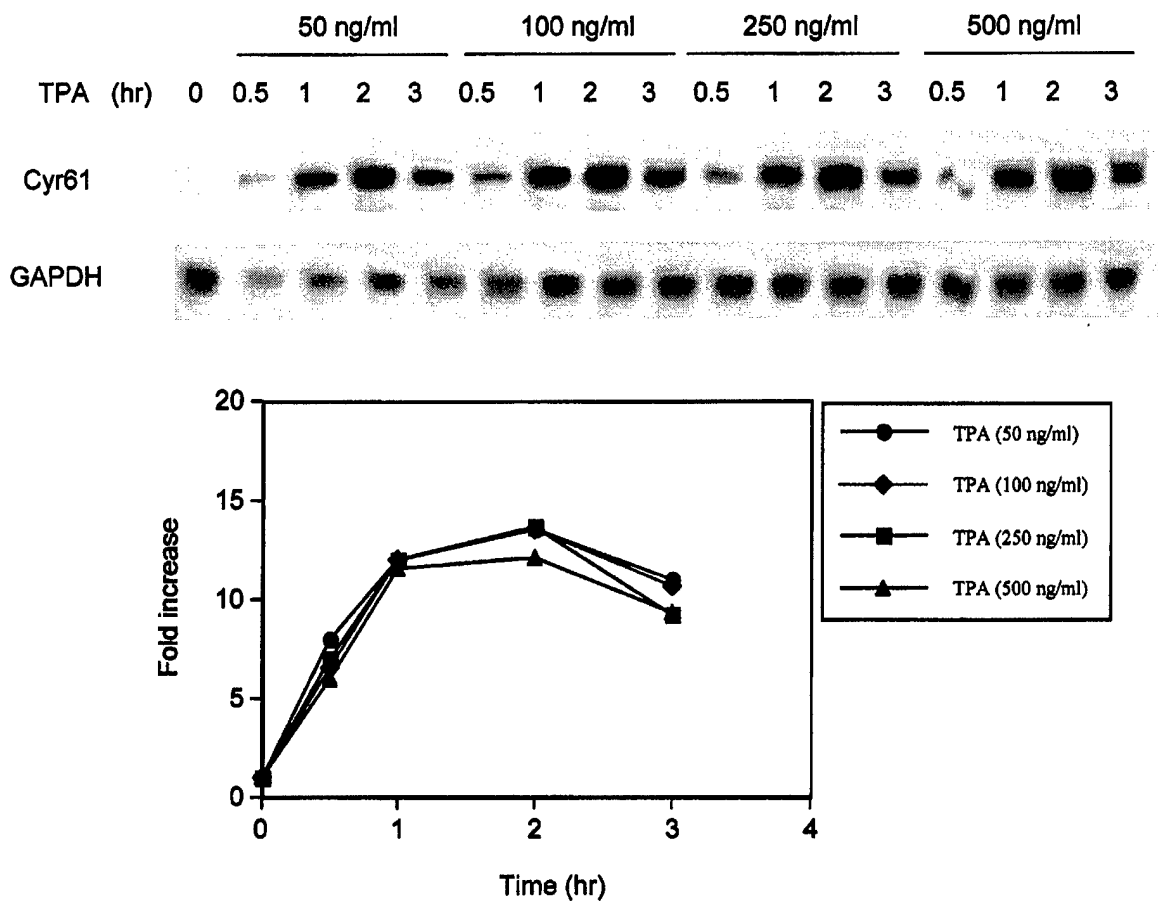 50 ng/ml 100 ng/ml 250 ng/ml 500 ng/ml
TPA (hr) 0 0.5 1 2 3 0.5 1 2 3 0.5 1 2 3 0.5 1 2 3
Cyr61
GAPDH
20
15
10
5
0
Fold increase
0 1 2 3 4
Time (hr)
TPA (50 ng/ml)
TPA (100 ng/ml)
TPA (250 ng/ml)
TPA (500 ng/ml)